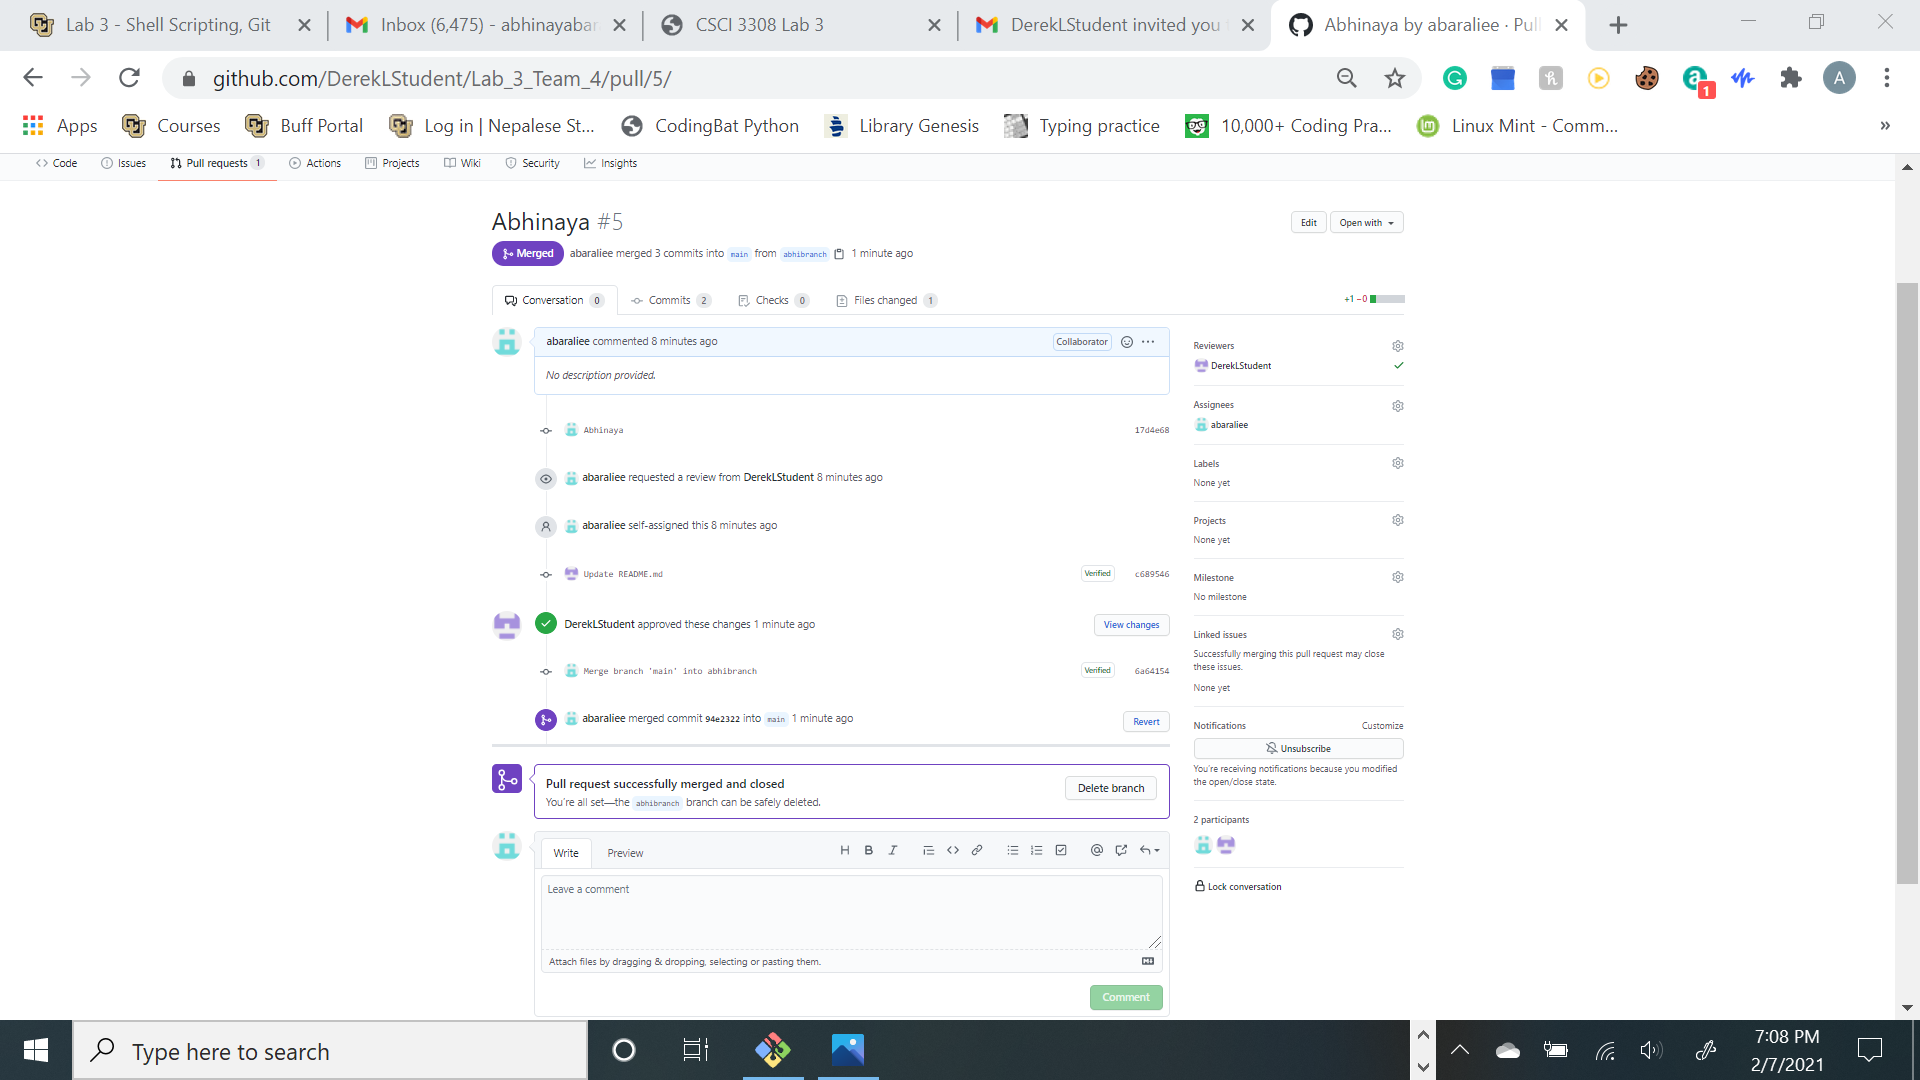 Lab 3 - Shell Scripting, Git
Inbox (6,475) - abhinayabar
CSCI 3308 Lab 3
DerekLStudent invited you
Abhinaya by abaraliee · Pull
github.com/DerekLStudent/Lab_3_Team_4/pull/5/
1
A
Apps
Courses
Buff Portal
Log in | Nepalese St...
CodingBat Python
Library Genesis
Typing practice
10,000+ Coding Pra...
Linux Mint - Comm...
»
Code
Issues
Pull requests 1
Actions
Projects
Wiki
Security
Insights
Abhinaya #5
Edit
Open with
Merged abaraliee merged 3 commits into main from abhibranch 1 minute ago
Conversation 0
Commits 2
Checks 0
Files changed 1
+1 −0
abaraliee commented 8 minutes ago
Collaborator
No description provided.
Abhinaya 17d4e68
abaraliee requested a review from DerekLStudent 8 minutes ago
abaraliee self-assigned this 8 minutes ago
Update README.md Verified c689546
DerekLStudent approved these changes 1 minute ago
View changes
Merge branch 'main' into abhibranch Verified 6a64154
abaraliee merged commit 94e2322 into main 1 minute ago
Revert
Pull request successfully merged and closed
You're all set—the abhibranch branch can be safely deleted.
Delete branch
Write
Preview
H B I
Leave a comment
Attach files by dragging & dropping, selecting or pasting them.
Comment
Reviewers
DerekLStudent
Assignees
abaraliee
Labels
None yet
Projects
None yet
Milestone
No milestone
Linked issues
Successfully merging this pull request may close
these issues.
None yet
Notifications
Customize
Unsubscribe
You're receiving notifications because you modified
the open/close state.
2 participants
Lock conversation
Type here to search
7:08 PM
2/7/2021